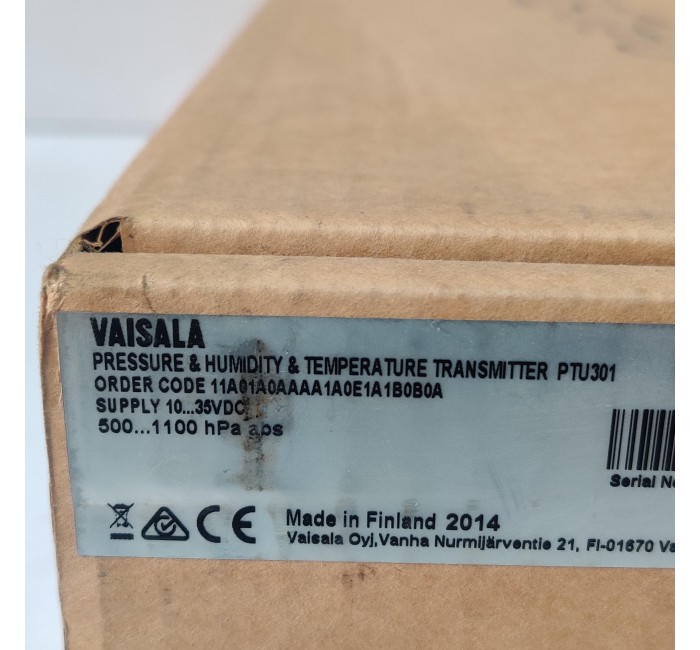 VAISALA
PRESSURE & HUMIDITY & TEMPERATURE TRANSMITTER PTU301
ORDER CODE 11A01A0AAAA1A0E1A1B0B0A
SUPPLY 10...35VDC
500...1100 hPa abs
Serial
CE
Made in Finland 2014
Vaisala Oyj, Vanha Nurmijärventie 21, FI-01670